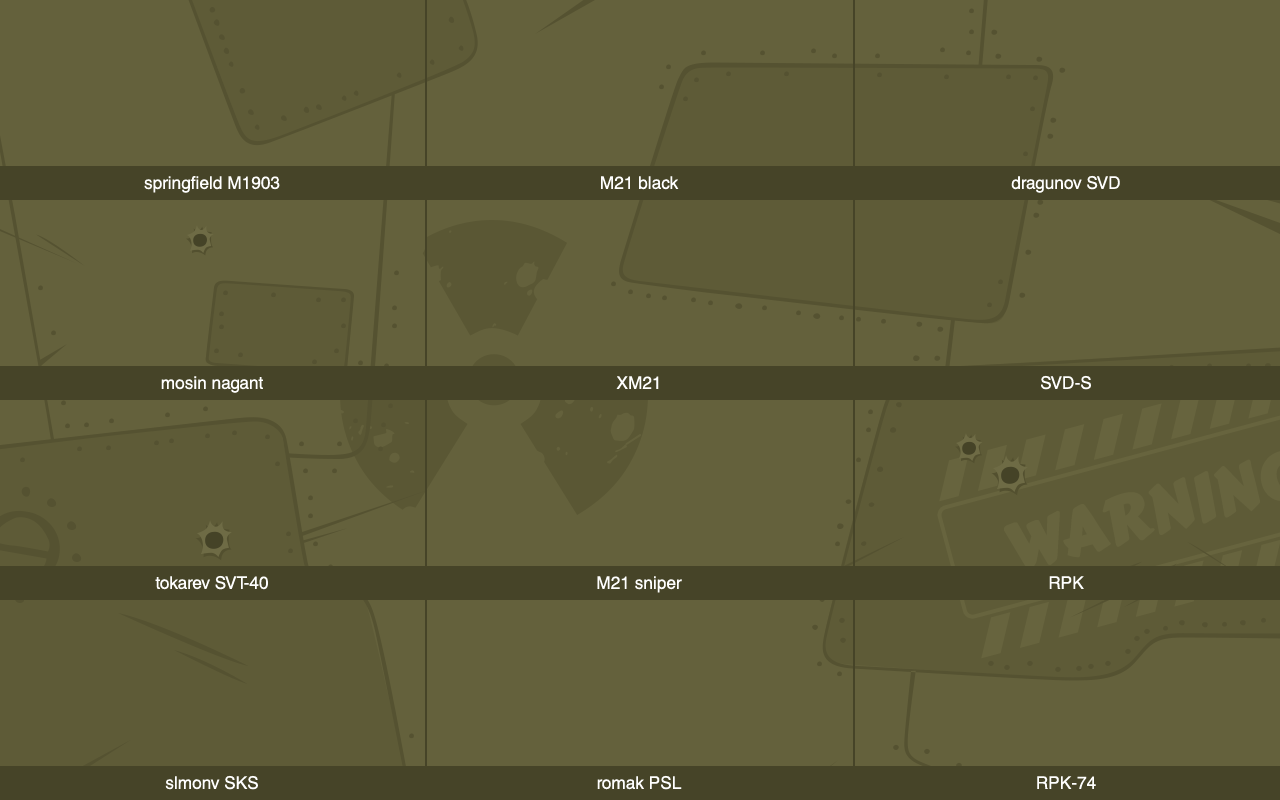 springfield M1903
M21 black
dragunov SVD
mosin nagant
XM21
SVD-S
tokarev SVT-40
M21 sniper
RPK
WARNING
slmonv SKS
romak PSL
RPK-74